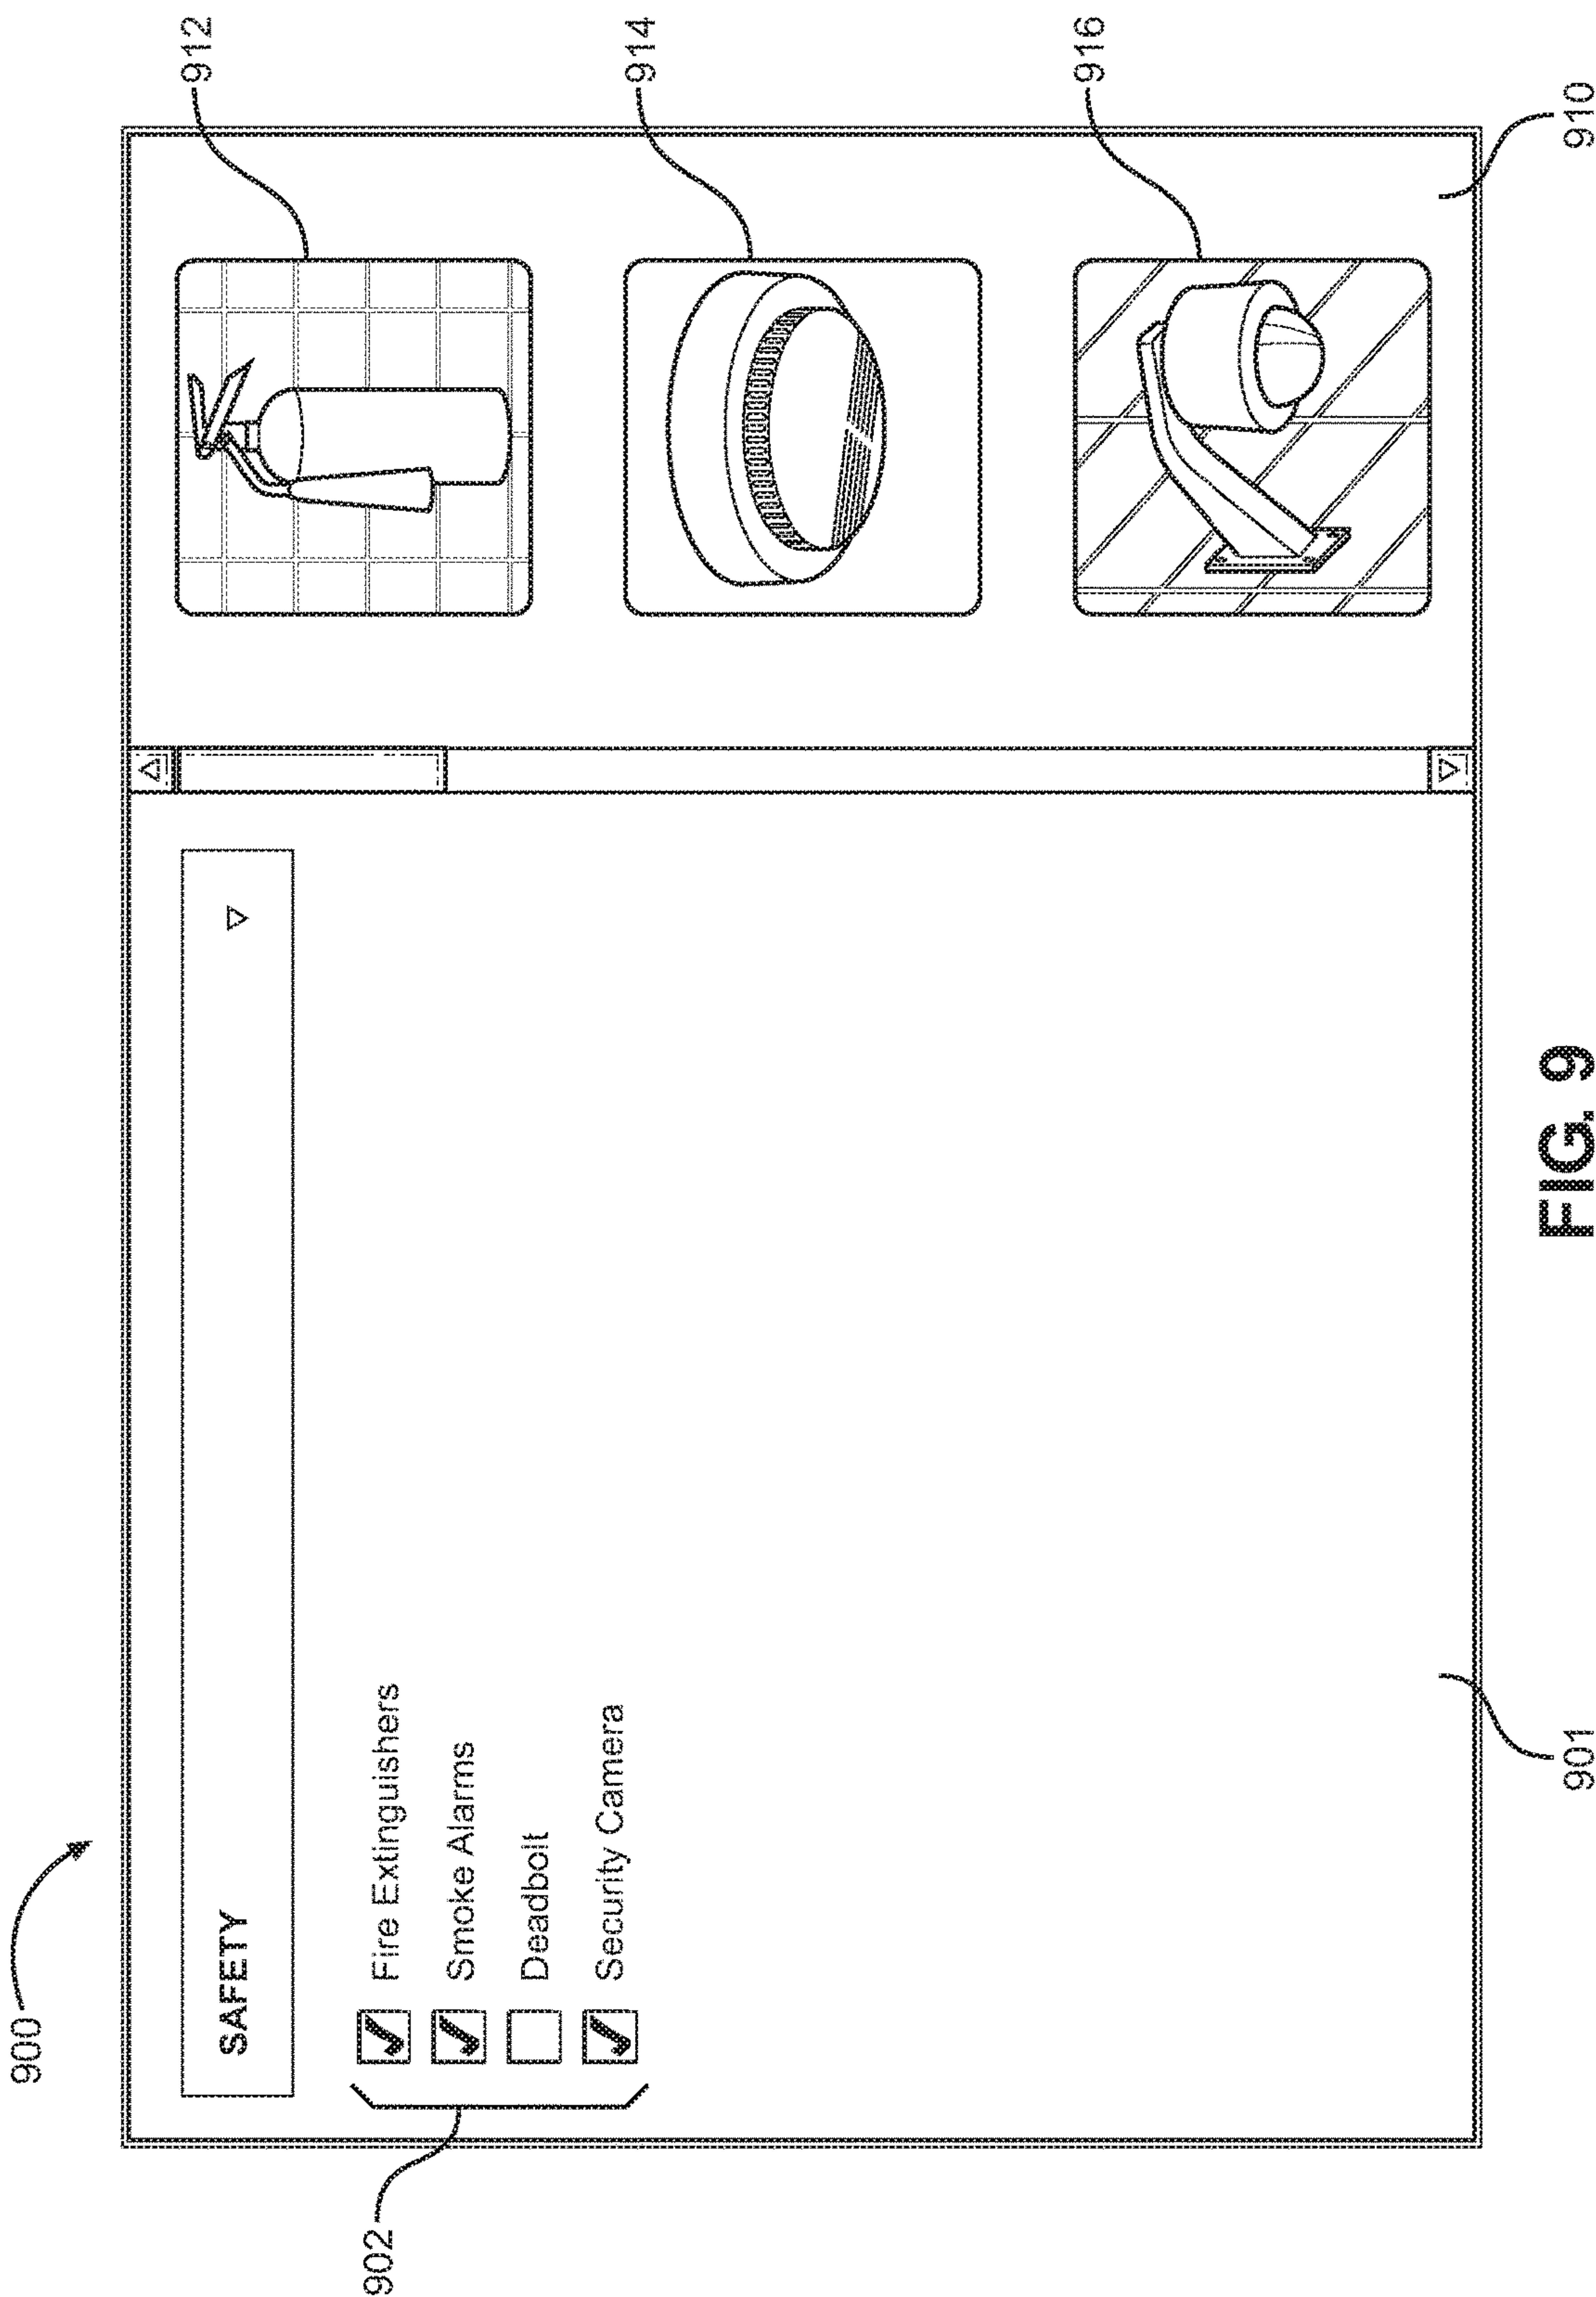 900
SAFETY
902
Fire Extinguishers
Smoke Alarms
Deadbolt
Security Camera
912
914
916
901
910
FIG. 9